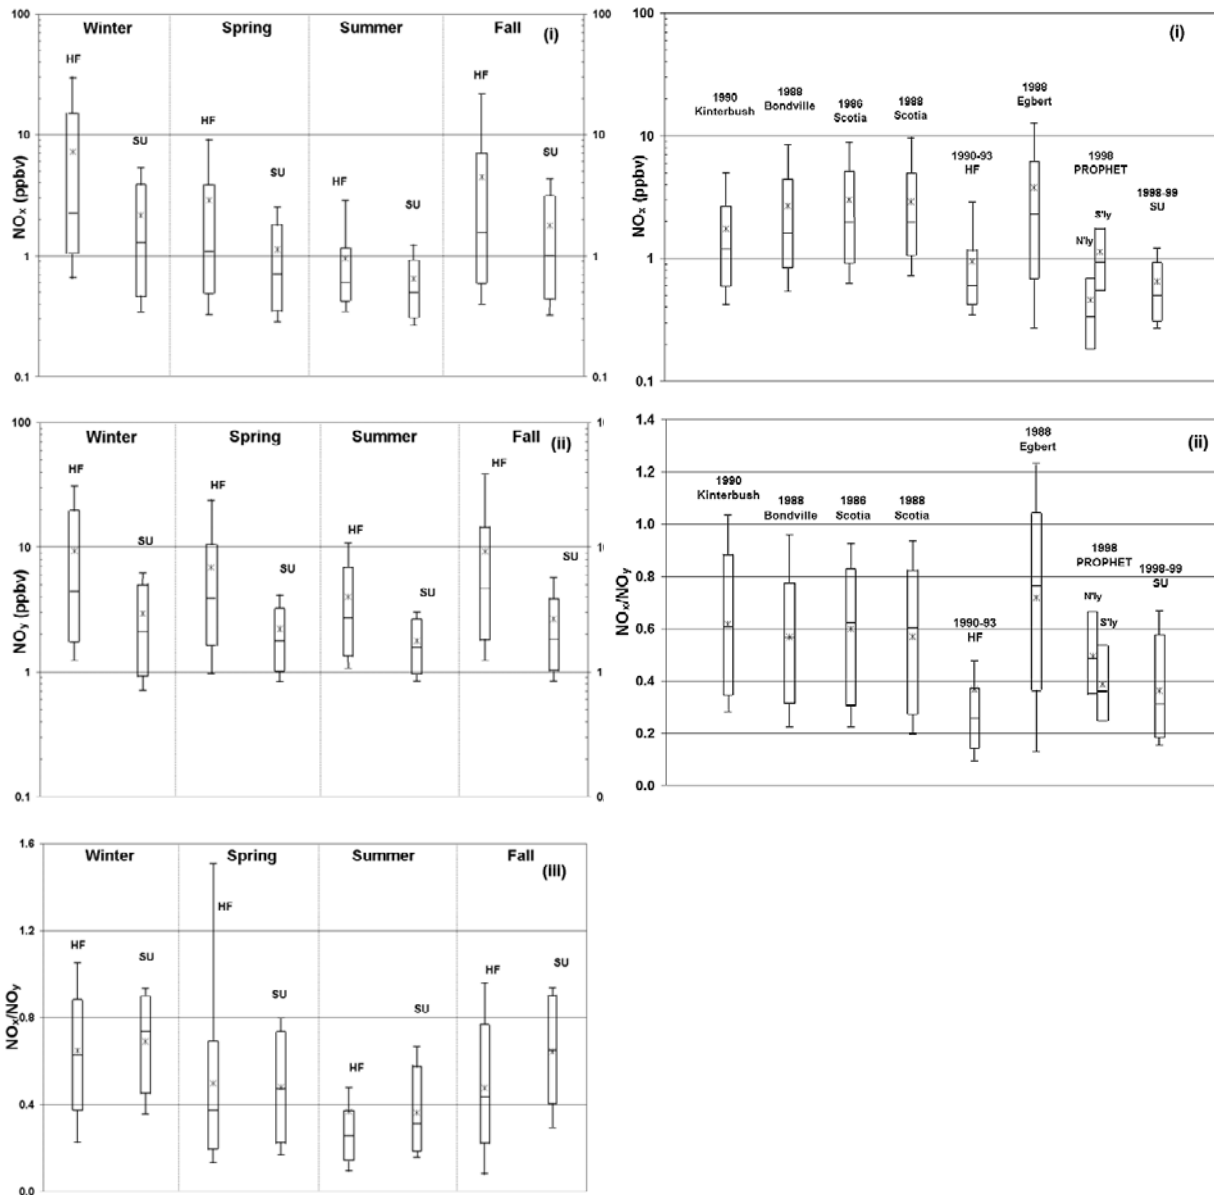 100
10
1
0.1
NOx (ppbv)
Winter
Spring
Summer
Fall
(i)
HF
SU
HF
SU
HF
SU
HF
SU
100
10
1
0.1
100
10
1
0.1
NOx (ppbv)
(i)
1990
Kinterbush
1988
Bondville
1986
Scotia
1988
Scotia
1990-93
HF
1988
Egbert
1998
PROPHET
N'ly
S'ly
1998-99
SU
100
10
1
0.1
NOy (ppbv)
Winter
Spring
Summer
Fall
(ii)
HF
SU
HF
SU
HF
SU
HF
SU
1.4
1.2
1.0
0.8
0.6
0.4
0.2
0.0
NOx/NOy
(ii)
1990
Kinterbush
1988
Bondville
1986
Scotia
1988
Scotia
1990-93
HF
1988
Egbert
1998
PROPHET
N'ly
S'ly
1998-99
SU
1.6
1.2
0.8
0.4
0.0
NOx/NOy
Winter
Spring
Summer
Fall
(iii)
HF
SU
HF
SU
HF
SU
HF
SU